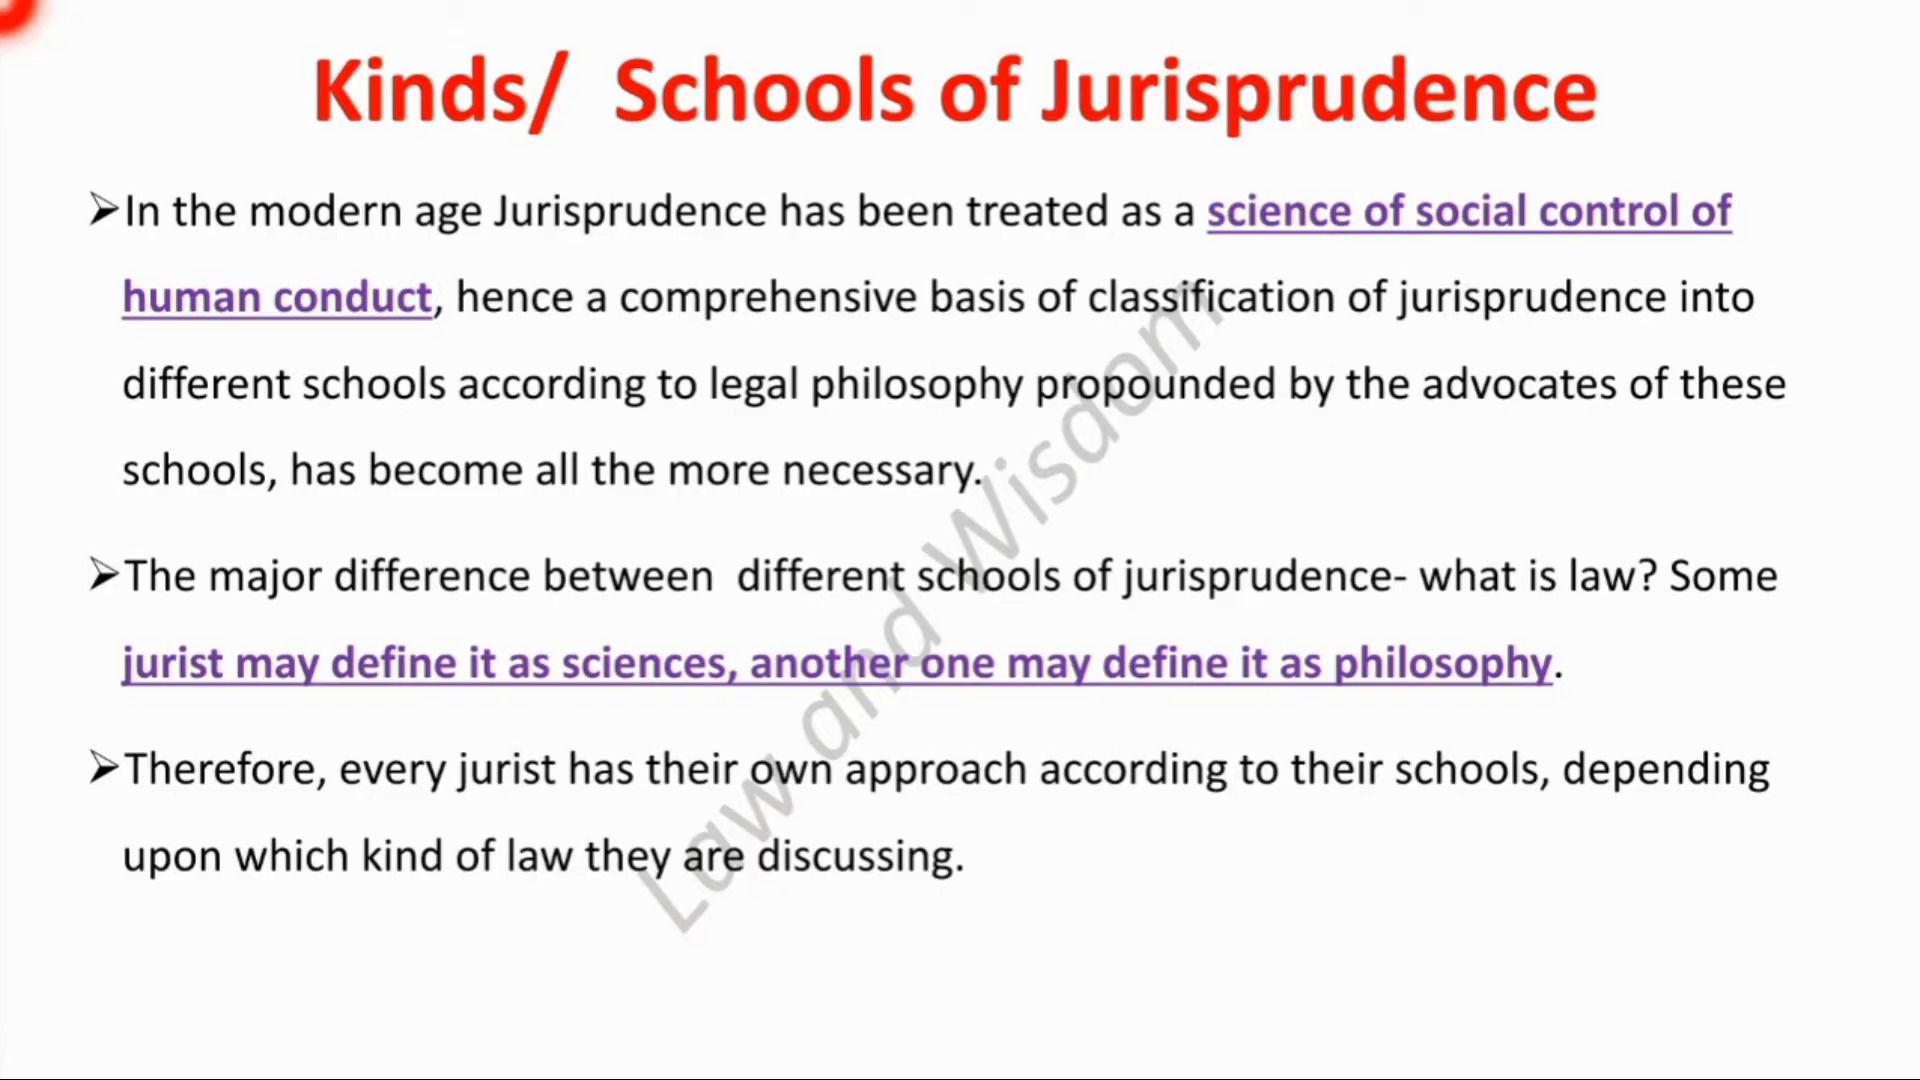 Kinds/ Schools of Jurisprudence
➢In the modern age Jurisprudence has been treated as a science of social control of
human conduct, hence a comprehensive basis of classification of jurisprudence into
different schools according to legal philosophy propounded by the advocates of these
schools, has become all the more necessary.
➢The major difference between different schools of jurisprudence- what is law? Some
jurist may define it as sciences, another one may define it as philosophy.
➢Therefore, every jurist has their own approach according to their schools, depending
upon which kind of law they are discussing.
Law and Wisdom